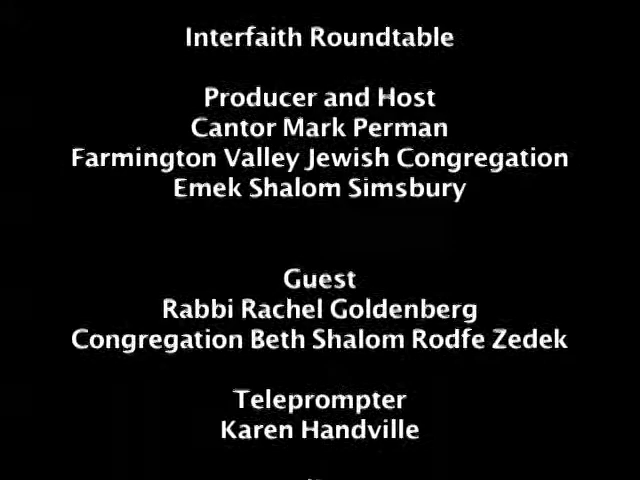 Interfaith Roundtable
Producer and Host
Cantor Mark Perman
Farmington Valley Jewish Congregation
Emek Shalom Simsbury
Guest
Rabbi Rachel Goldenberg
Congregation Beth Shalom Rodfe Zedek
Teleprompter
Karen Handville